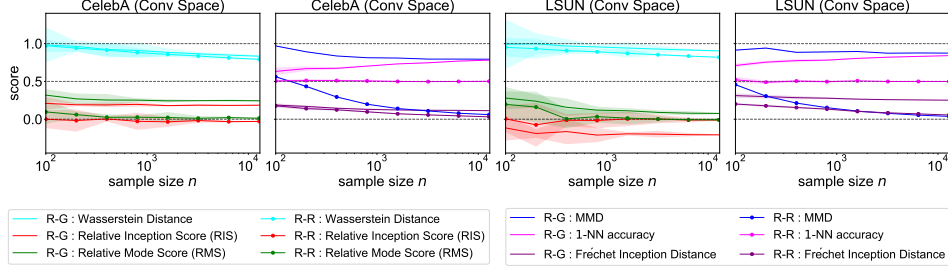 CelebA (Conv Space) CelebA (Conv Space) LSUN (Conv Space) LSUN (Conv Space)
1.0
0.5
0.0
score
10² 10³ 10⁴ 10² 10³ 10⁴ 10² 10³ 10⁴ 10² 10³ 10⁴
sample size n sample size n sample size n sample size n
R-G : Wasserstein Distance R-R : Wasserstein Distance R-G : MMD R-R : MMD
R-G : Relative Inception Score (RIS) R-R : Relative Inception Score (RIS) R-G : 1-NN accuracy R-R : 1-NN accuracy
R-G : Relative Mode Score (RMS) R-R : Relative Mode Score (RMS) R-G : Fréchet Inception Distance R-R : Fréchet Inception Distance